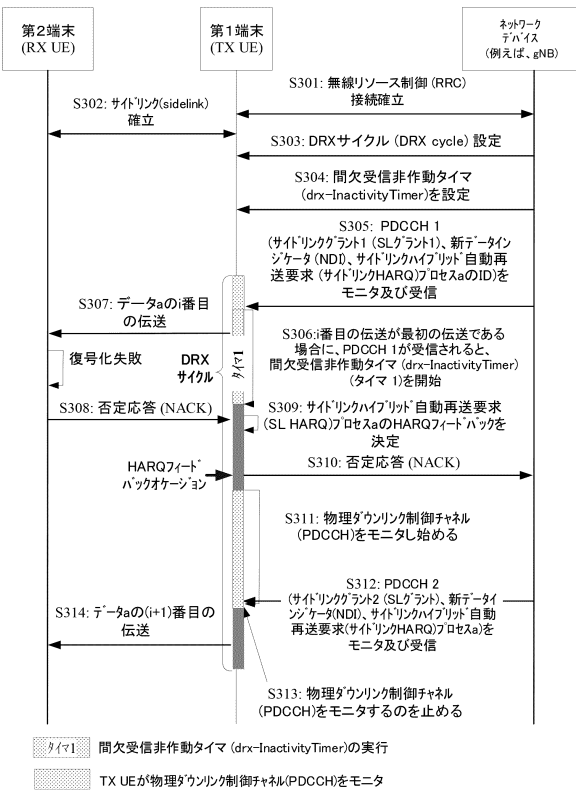 第2端末
(RX UE)
第1端末
(TX UE)
ネットワーク
デバイス
(例えば、gNB)
S301: 無線リソース制御 (RRC)
接続確立
S302: サイドリンク(sidelink)
確立
S303: DRXサイクル (DRX cycle) 設定
S304: 間欠受信非作動タイマ
(drx-InactivityTimer)を設定
S305: PDCCH 1
(サイドリンクグラント1 (SLグラント1)、新データイン
ジケータ (NDI)、サイドリンクハイブリッド自動再
送要求 (サイドリンクHARQ)プロセスaのID)を
モニタ及び受信
S307: データaのi番目
の伝送
S306:i番目の伝送が最初の伝送である
場合に、PDCCH 1が受信されると、
間欠受信非作動タイマ (drx-InactivityTimer)
(タイマ 1)を開始
復号化失敗
DRX
サイクル
タイマ1
S308: 否定応答 (NACK)
S309: サイドリンクハイブリッド自動再送要求
(SL HARQ)プロセスaのHARQフィードバックを
決定
HARQフィード
バックオケージョン
S310: 否定応答 (NACK)
S311: 物理ダウンリンク制御チャネル
(PDCCH)をモニタし始める
S312: PDCCH 2
(サイドリンクグラント2 (SLグラント)、新データイ
ンジケータ(NDI)、サイドリンクハイブリッド自動
再送要求(サイドリンクHARQ)プロセスa)を
モニタ及び受信
S314: データaの(i+1)番目の
伝送
S313: 物理ダウンリンク制御チャネル
(PDCCH)をモニタするのを止める
タイマ1 間欠受信非作動タイマ (drx-InactivityTimer)の実行
TX UEが物理ダウンリンク制御チャネル(PDCCH)をモニタ